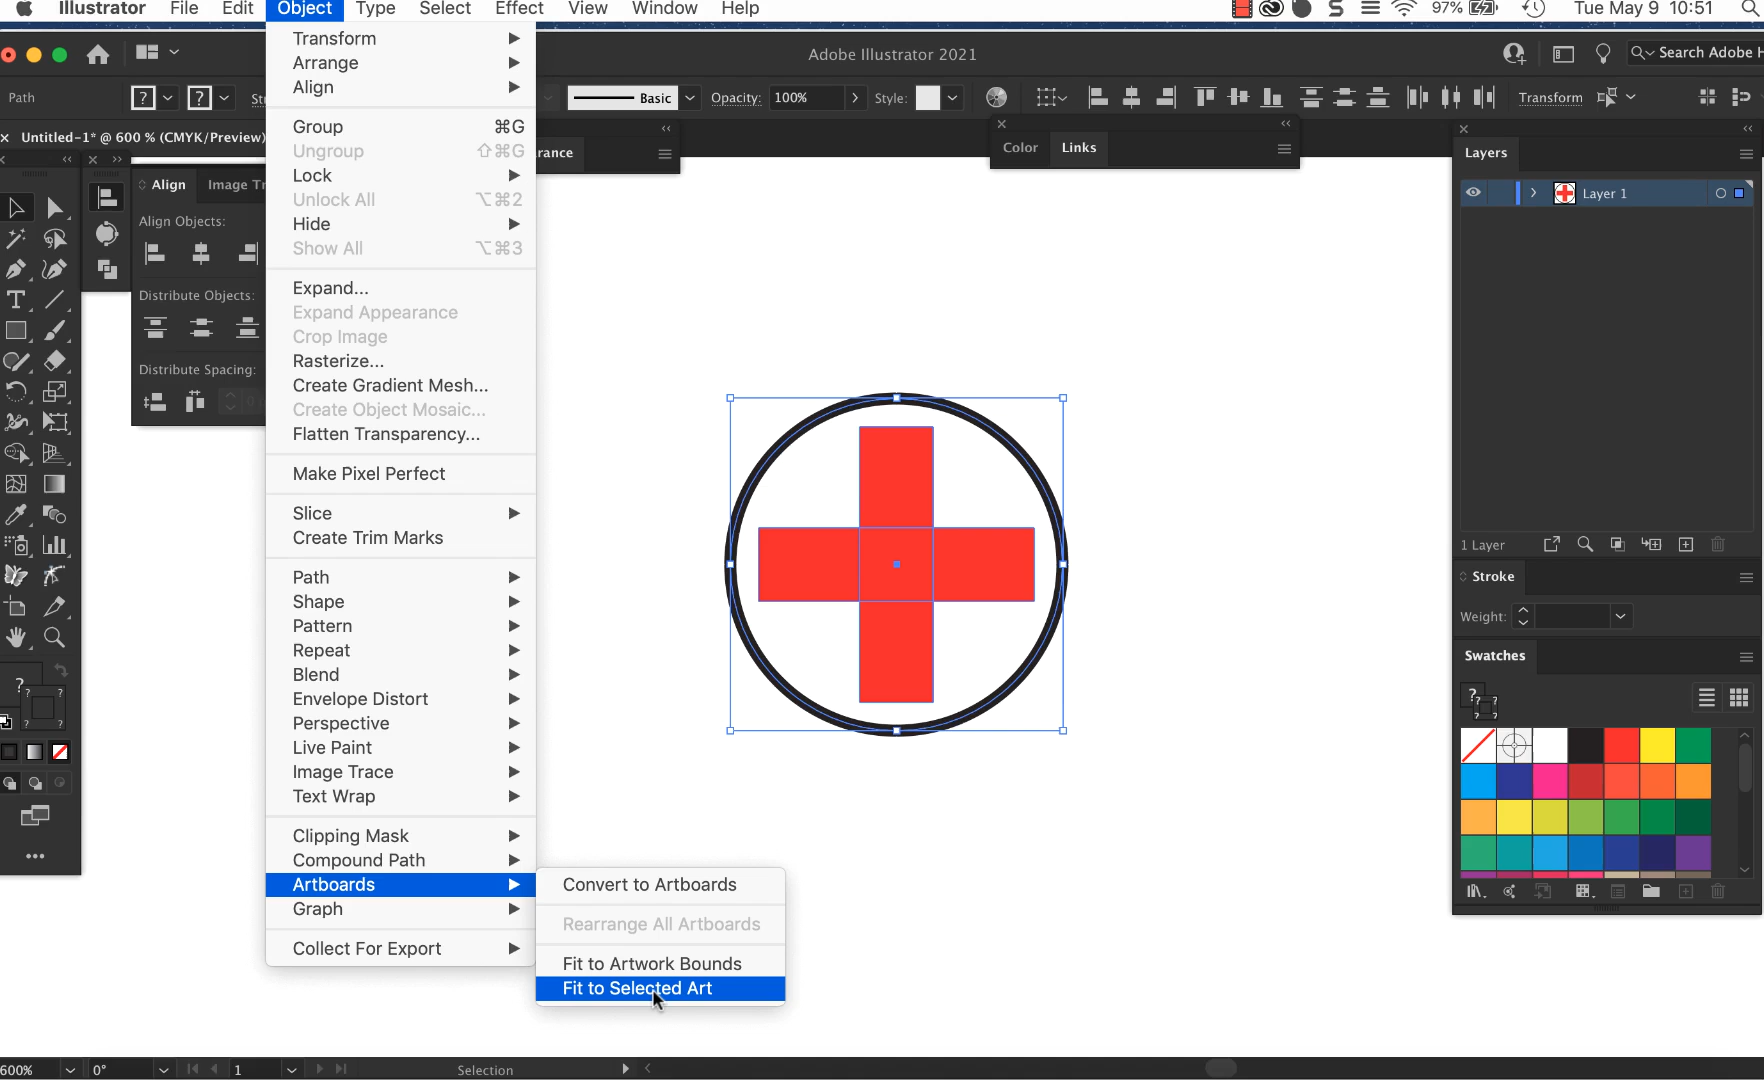 Illustrator File Edit Object Type Select Effect View Window Help 97% Tue May 9 10:51
Adobe Illustrator 2021
Search Adobe H
Path
? ?
Basic
Opacity: 100%
Style:
Transform
Untitled-1* @ 600 % (CMYK/Preview)
rance
Color Links
Align
Image Tr
Align Objects:
Distribute Objects:
Distribute Spacing:
Transform
Arrange
Align
Group ⌘G
Ungroup ⇧⌘G
Lock
Unlock All ⌥⌘2
Hide
Show All ⌥⌘3
Expand...
Expand Appearance
Crop Image
Rasterize...
Create Gradient Mesh...
Create Object Mosaic...
Flatten Transparency...
Make Pixel Perfect
Slice
Create Trim Marks
Path
Shape
Pattern
Repeat
Blend
Envelope Distort
Perspective
Live Paint
Image Trace
Text Wrap
Clipping Mask
Compound Path
Artboards
Graph
Collect For Export
Convert to Artboards
Rearrange All Artboards
Fit to Artwork Bounds
Fit to Selected Art
Layers
Layer 1
1 Layer
Stroke
Weight:
Swatches
600% 0° 1 Selection